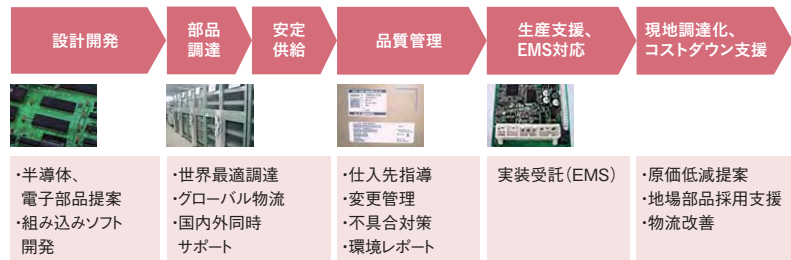 設計開発
部品
調達
安定
供給
品質管理
生産支援、
EMS対応
現地調達化、
コストダウン支援
・半導体、
電子部品提案
・組み込みソフト
開発
・世界最適調達
・グローバル物流
・国内外同時
サポート
・仕入先指導
・変更管理
・不具合対策
・環境レポート
実装受託(EMS)
・原価低減提案
・地場部品採用支援
・物流改善